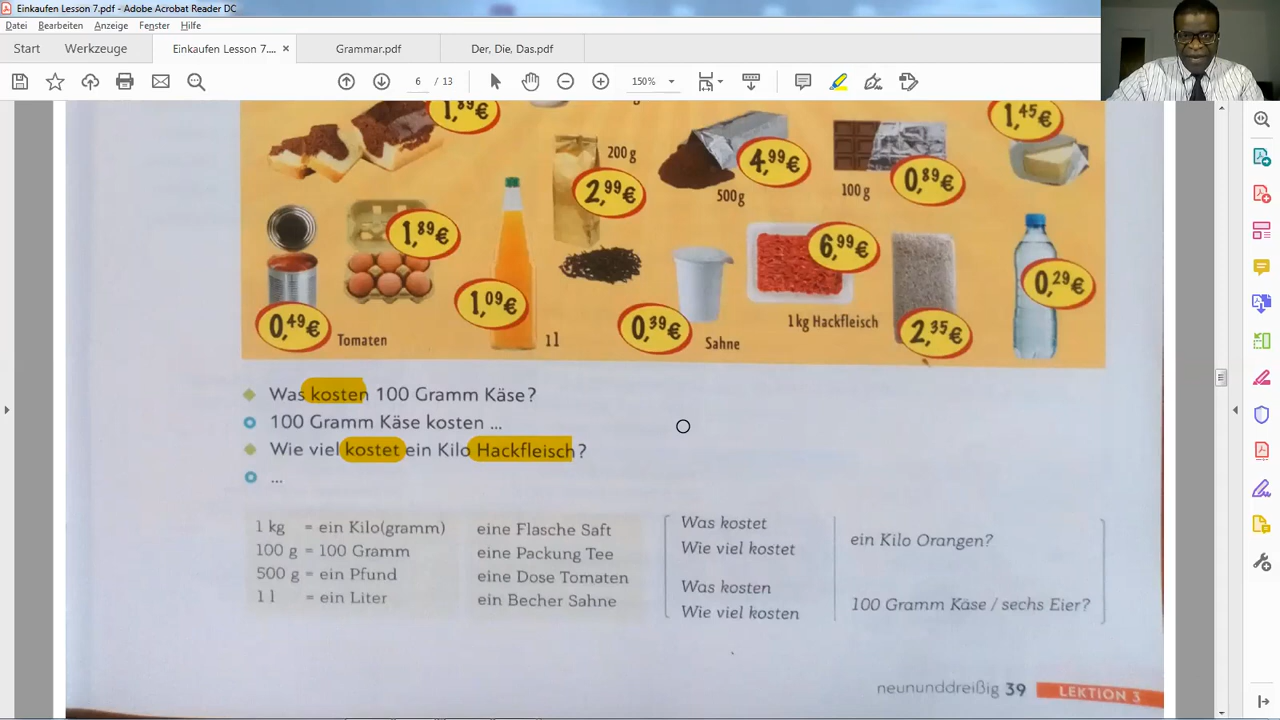 Einkaufen Lesson 7.pdf - Adobe Acrobat Reader DC
Datei Bearbeiten Anzeige Fenster Hilfe
Start Werkzeuge Einkaufen Lesson 7.... × Grammar.pdf Der, Die, Das.pdf
6 / 13 150%
1,89€
1,45€
200 g
4,99€
2,99€
500g
100 g
0,89€
1,89€
6,99€
0,29€
1,09€
0,49€
Tomaten
1 l
0,39€
Sahne
1kg Hackfleisch
2,35€
Was kosten 100 Gramm Käse?
100 Gramm Käse kosten ...
Wie viel kostet ein Kilo Hackfleisch?
...
1 kg = ein Kilo(gramm)
100 g = 100 Gramm
500 g = ein Pfund
1 l = ein Liter
eine Flasche Saft
eine Packung Tee
eine Dose Tomaten
ein Becher Sahne
Was kostet
Wie viel kostet
Was kosten
Wie viel kosten
ein Kilo Orangen?
100 Gramm Käse / sechs Eier?
neununddreißig 39 LEKTION 3